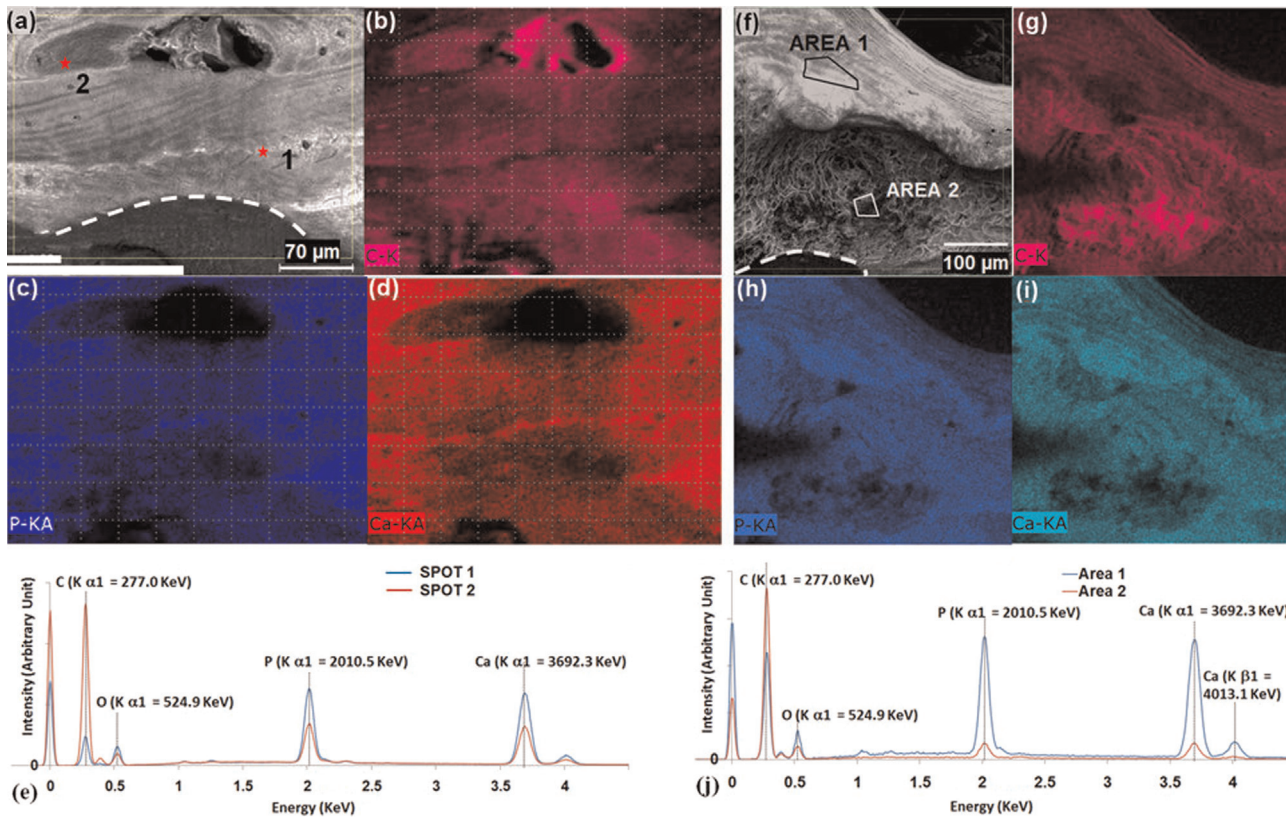 (a)
2
1
70 µm
(b)
C-K
(c)
P-KA
(d)
Ca-KA
(f)
AREA 1
AREA 2
100 µm
(g)
C-K
(h)
P-KA
(i)
Ca-KA
Intensity (Arbitrary Unit)
C (K α1 = 277.0 KeV)
SPOT 1
SPOT 2
P (K α1 = 2010.5 KeV)
Ca (K α1 = 3692.3 KeV)
O (K α1 = 524.9 KeV)
0
0 0.5 1 1.5 2 2.5 3 3.5 4
(e)
Energy (KeV)
Intensity (Arbitrary Unit)
C (K α1 = 277.0 KeV)
Area 1
Area 2
P (K α1 = 2010.5 KeV)
Ca (K α1 = 3692.3 KeV)
Ca (K β1 =
4013.1 KeV)
O (K α1 = 524.9 KeV)
0
0 0.5 1 1.5 2 2.5 3 3.5 4
(j)
Energy (KeV)